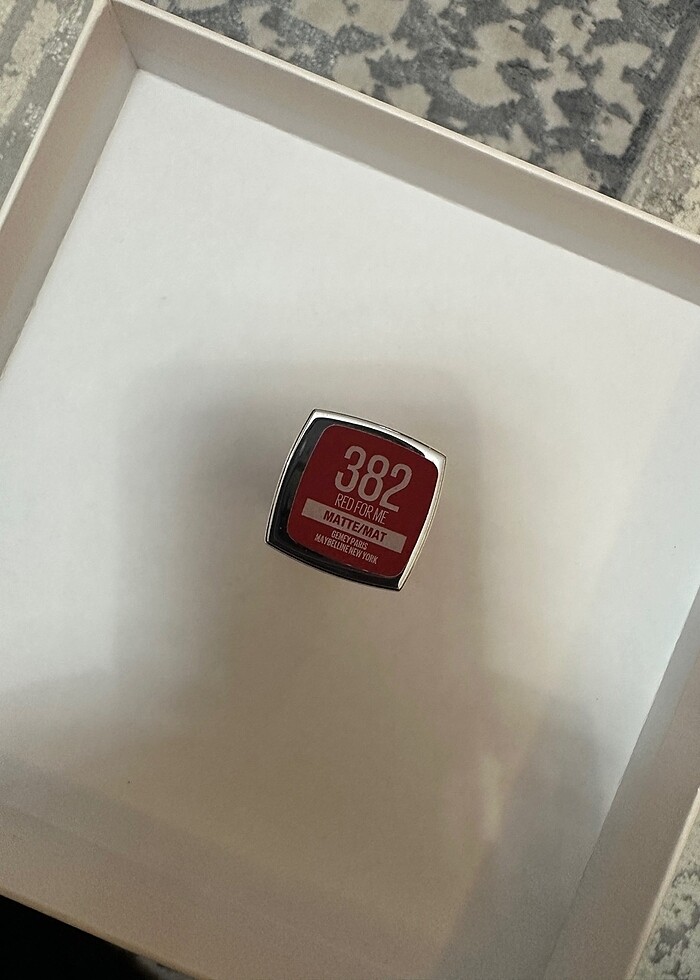 382
RED FOR ME
MATTE/MAT
GEMEY PARIS
MAYBELLINE NEW YORK